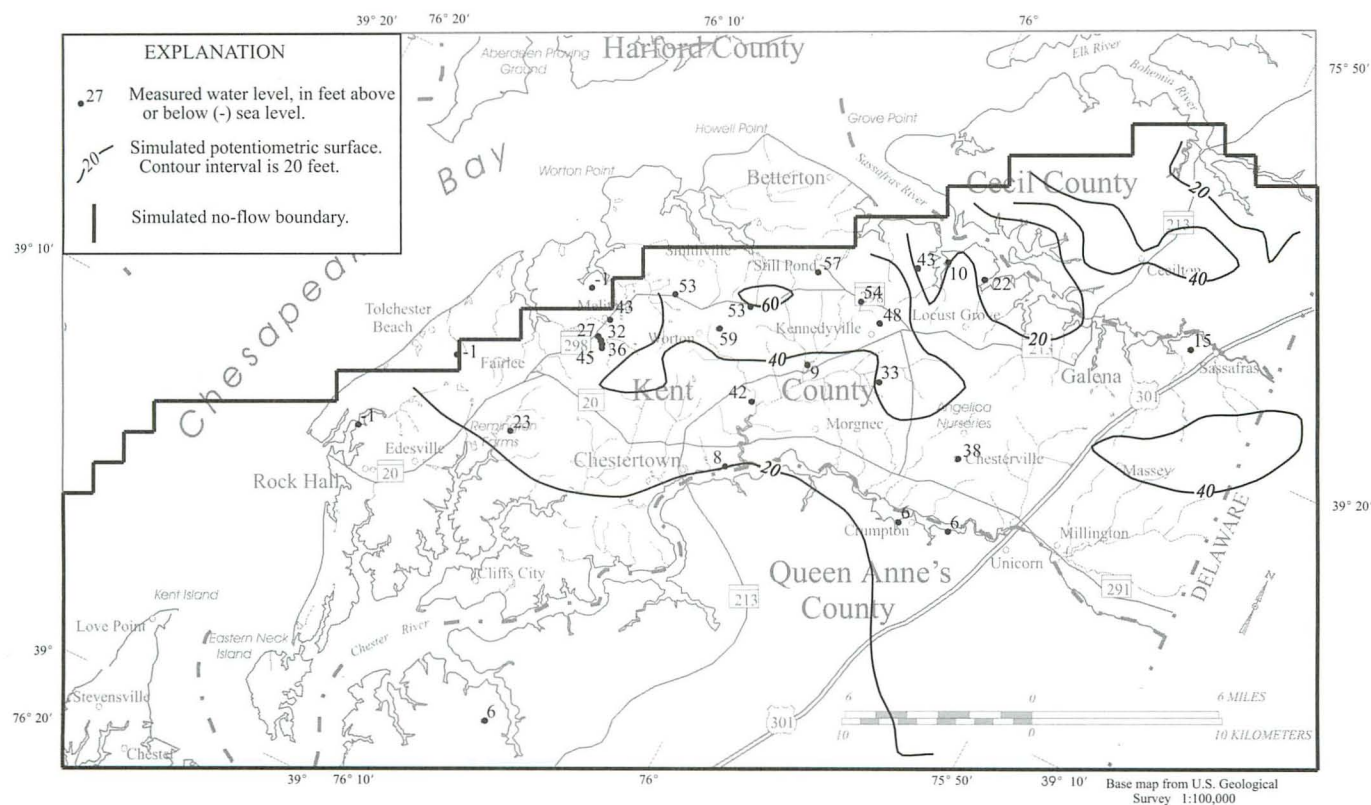 39° 20'
76° 20'
76° 10'
76°
75° 50'
EXPLANATION
27 Measured water level, in feet above
or below (-) sea level.
20 Simulated potentiometric surface.
Contour interval is 20 feet.
Simulated no-flow boundary.
Aberdeen Proving
Ground
Harford County
Elk River
Bohemia River
Howell Point
Grove Point
Sassafras River
Bay
Worton Point
Betterton
Cecil County
20
213
39° 10'
Chesapeake
Smithville
Still Pond
57
43
10
22
Cecilton
40
-1
53
60
54
Tolchester
Beach
43
53
48
Locust Grove
20
27
32
298
Worton
59
Kennedyville
213
15
-1
Fairlee
45
36
40
9
33
Galena
Sassafras
301
Kent County
20
42
-1
23
Remington
Farms
Morgnec
Angelica
Nurseries
38
Chesterville
Edesville
20
Rock Hall
Chestertown
8
20
Massey
40
39° 20'
6
6
Crumpton
Millington
Unicorn
DELAWARE
Cliffs City
213
Queen Anne's
County
291
N
Kent Island
Love Point
Eastern Neck
Island
Chester River
39°
Stevensville
6
301
6
0
6 MILES
76° 20'
Chester
10
0
10 KILOMETERS
39° 10'
76° 10'
76°
75° 50'
39° 10'
Base map from U.S. Geological
Survey 1:100,000